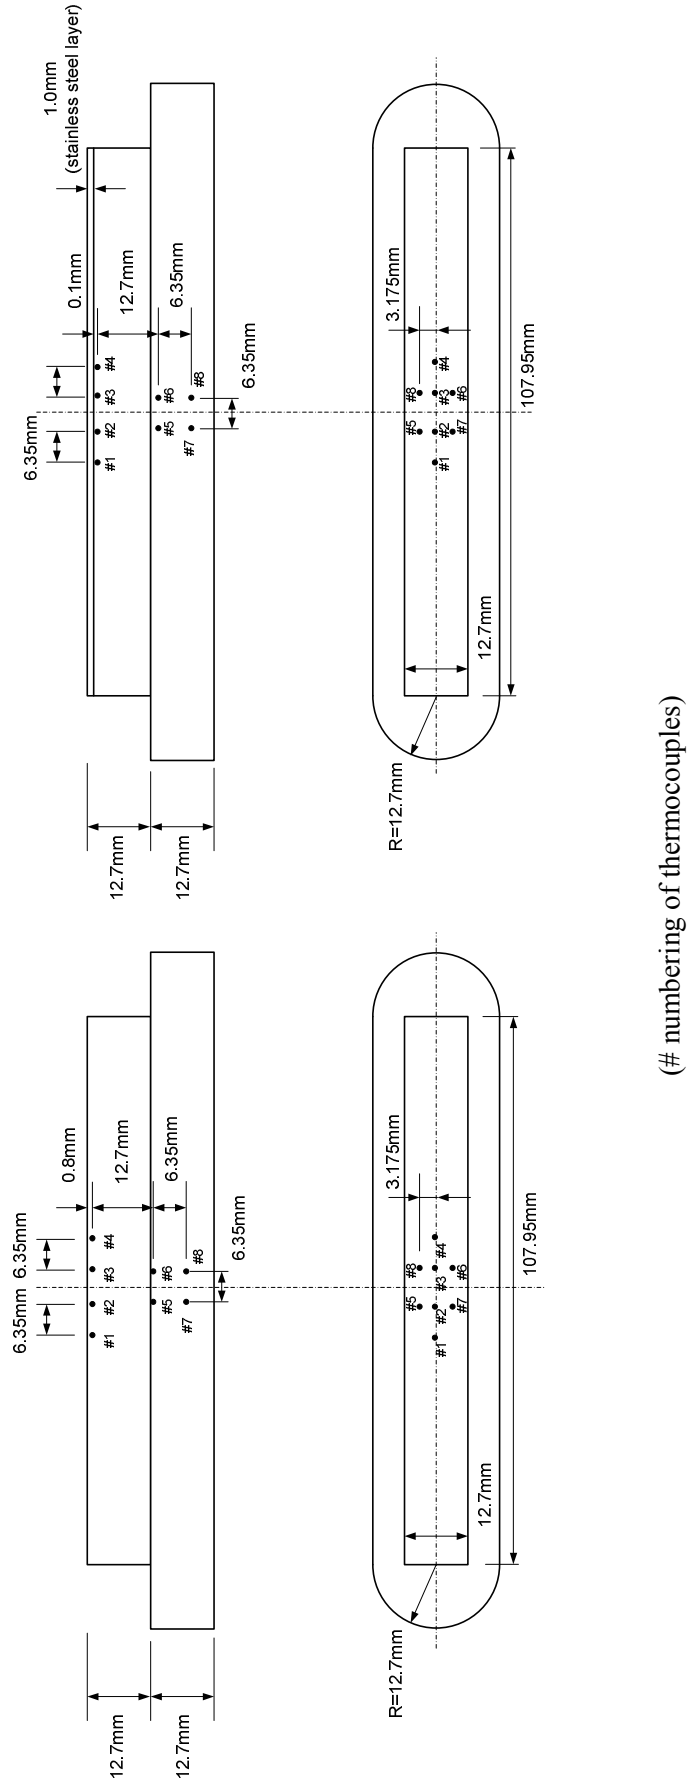 6.35mm
6.35mm
0.8mm
12.7mm
6.35mm
#1
#2
#3
#4
#5
#6
#7
#8
6.35mm
12.7mm
12.7mm
1.0mm
(stainless steel layer)
6.35mm
0.1mm
12.7mm
6.35mm
#1
#2
#3
#4
#5
#6
#7
#8
6.35mm
12.7mm
12.7mm
3.175mm
#5
#8
#1
#2
#3
#4
#7
#6
R=12.7mm
12.7mm
107.95mm
3.175mm
#5
#8
#1
#2
#3
#4
#7
#6
R=12.7mm
12.7mm
107.95mm
(# numbering of thermocouples)